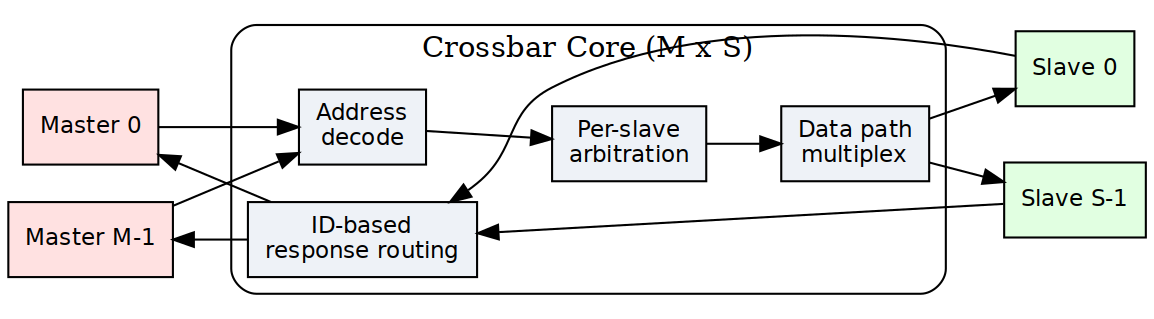 Crossbar Core (M x S)
Master 0
Master M-1
Address
decode
ID-based
response routing
Per-slave
arbitration
Data path
multiplex
Slave 0
Slave S-1